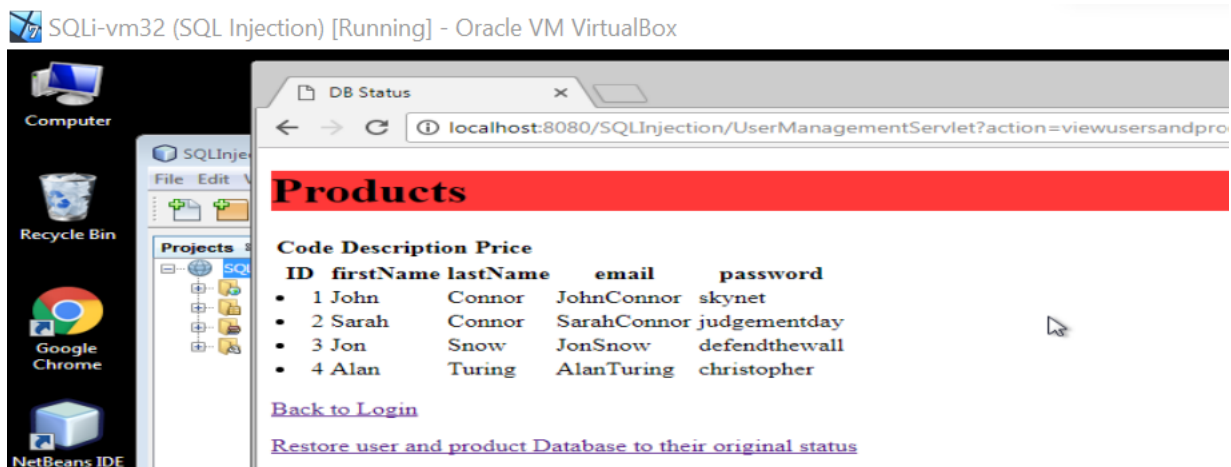 SQLi-vm32 (SQL Injection) [Running] - Oracle VM VirtualBox
DB Status
localhost:8080/SQLInjection/UserManagementServlet?action=viewusersandpro
Computer
SQLInje
File Edit V
Products
Recycle Bin
Projects
SQL
Code Description Price
ID firstName lastName email password
• 1 John Connor JohnConnor skynet
• 2 Sarah Connor SarahConnor judgementday
• 3 Jon Snow JonSnow defendthewall
• 4 Alan Turing AlanTuring christopher
Google
Chrome
Back to Login
Restore user and product Database to their original status
NetBeans IDE